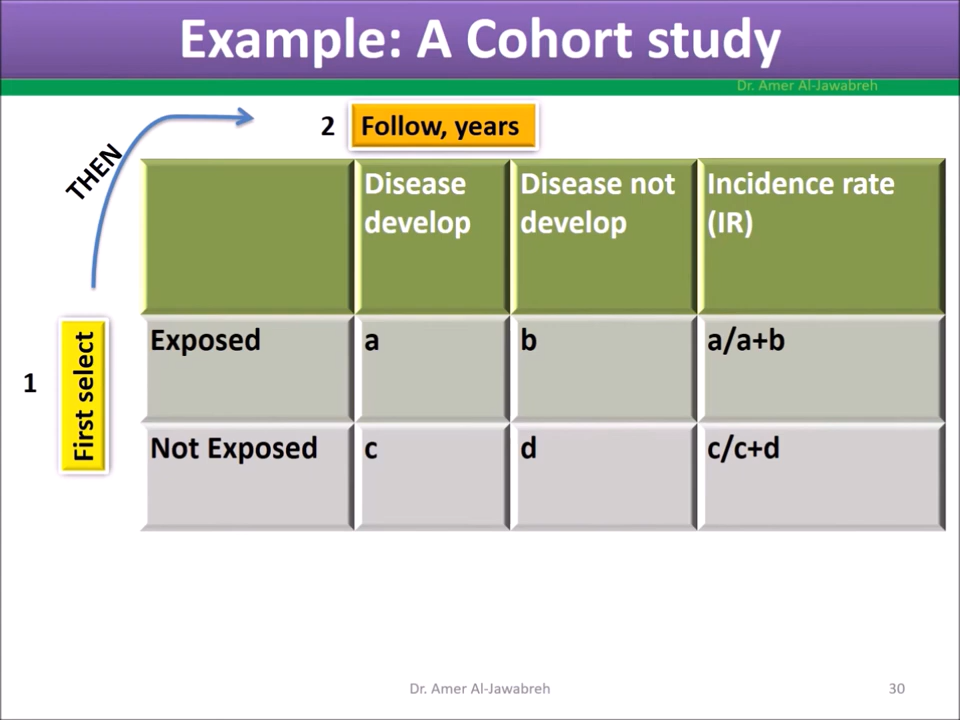 Example: A Cohort study
Dr. Amer Al-Jawabreh
THEN
2 Follow, years
Disease develop
Disease not develop
Incidence rate (IR)
1 First select
Exposed a b a/a+b
Not Exposed c d c/c+d
Dr. Amer Al-Jawabreh 30